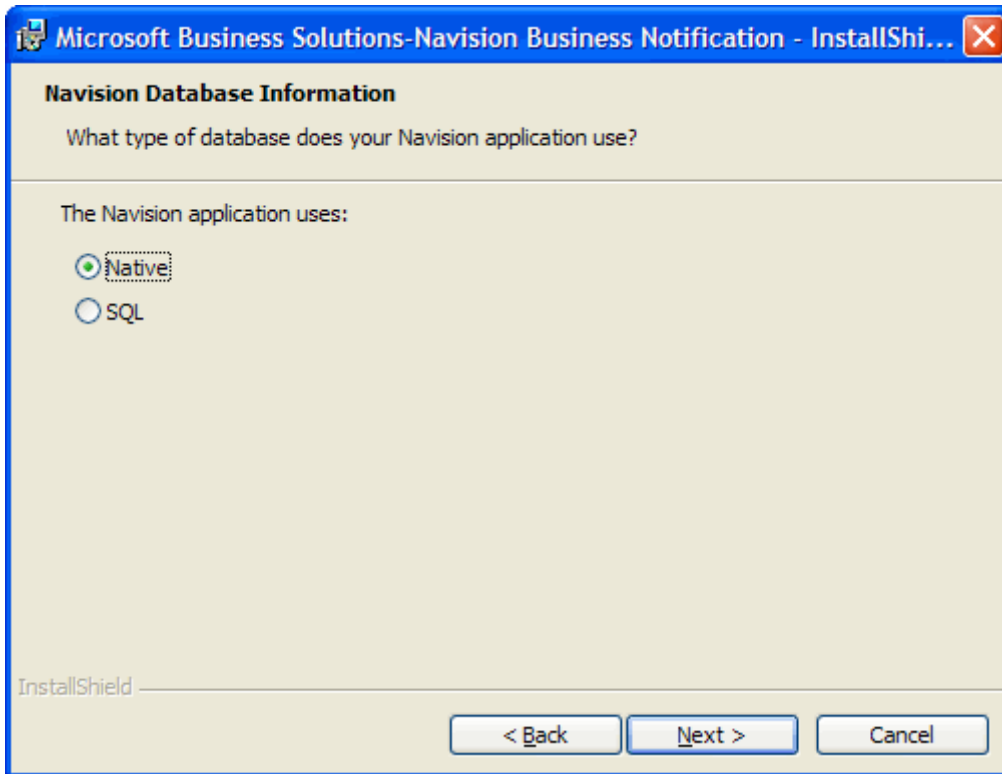 Microsoft Business Solutions-Navision Business Notification - InstallShi...
Navision Database Information
What type of database does your Navision application use?
The Navision application uses:
Native
SQL
InstallShield
< Back Next > Cancel